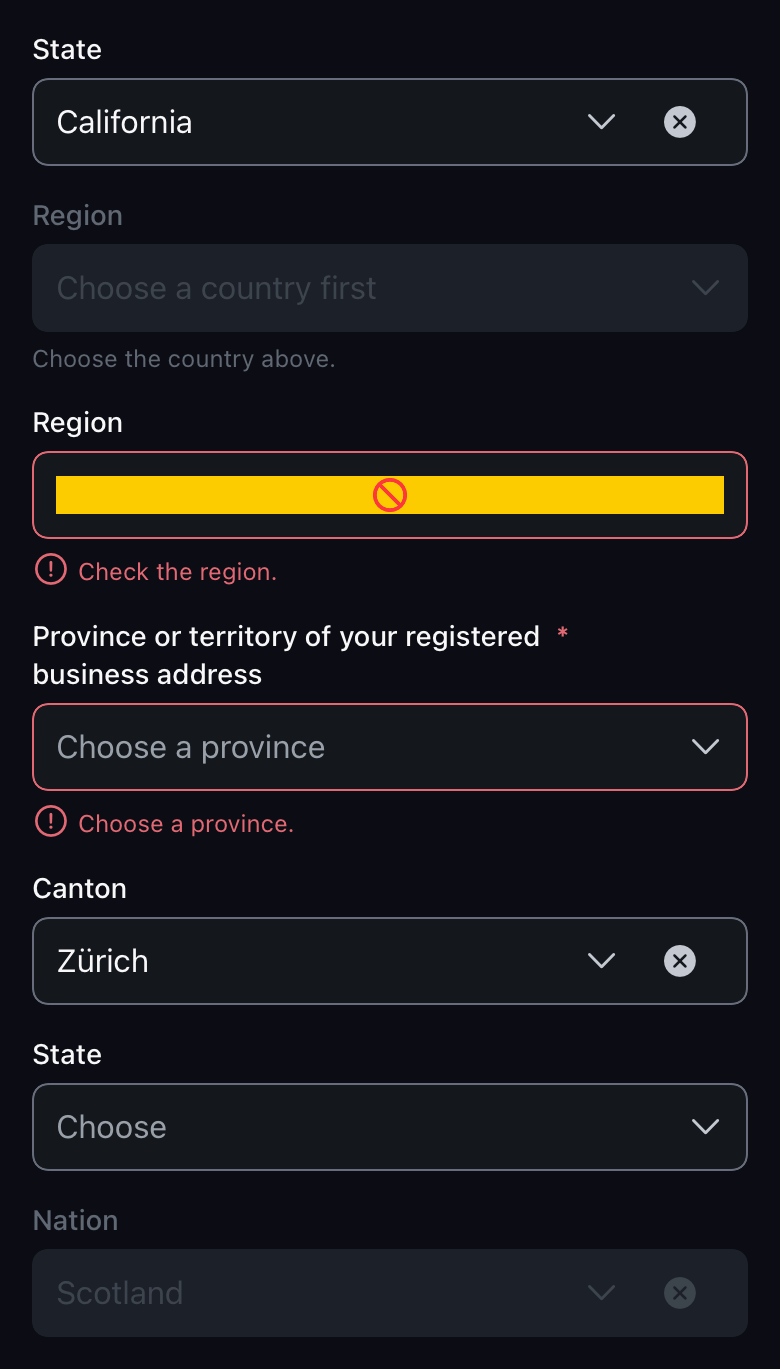 State
California
Region
Choose a country first
Choose the country above.
Region
Check the region.
Province or territory of your registered *
business address
Choose a province
Choose a province.
Canton
Zürich
State
Choose
Nation
Scotland